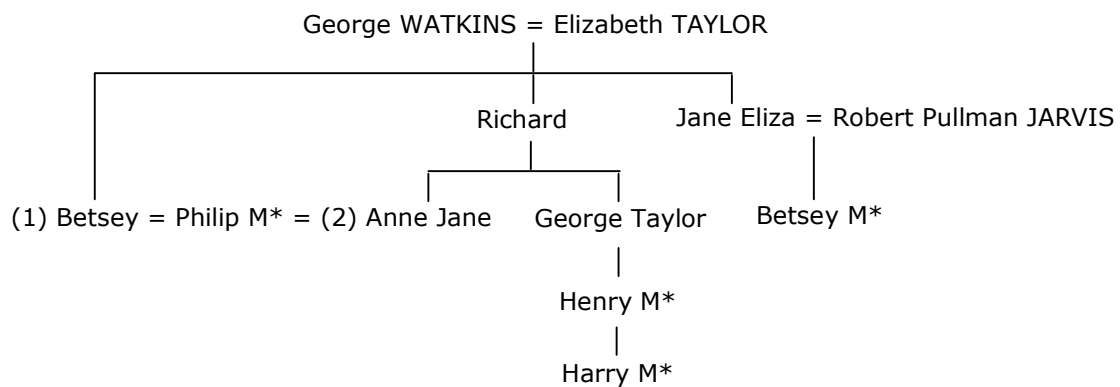 George WATKINS = Elizabeth TAYLOR
Richard
Jane Eliza = Robert Pullman JARVIS
(1) Betsey = Philip M* = (2) Anne Jane
George Taylor
Betsey M*
Henry M*
Harry M*